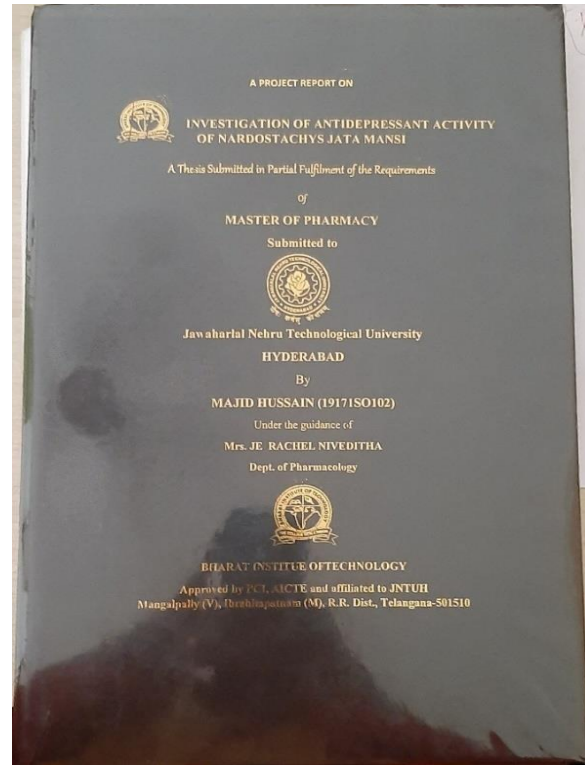 A PROJECT REPORT ON
INVESTIGATION OF ANTIDEPRESSANT ACTIVITY
OF NARDOSTACHYS JATA MANSI
A Thesis Submitted in Partial Fulfilment of the Requirements
of
MASTER OF PHARMACY
Submitted to
Jawaharlal Nehru Technological University
HYDERABAD
By
MAJID HUSSAIN (19171SO102)
Under the guidance of
Mrs. JE RACHEL NIVEDITHA
Dept. of Pharmacology
BHARAT INSTITUE OFTECHNOLOGY
Approved by PCI, AICTE and affiliated to JNTUH
Mangalpally (V), Ibrahimpatnam (M), R.R. Dist., Telangana-501510